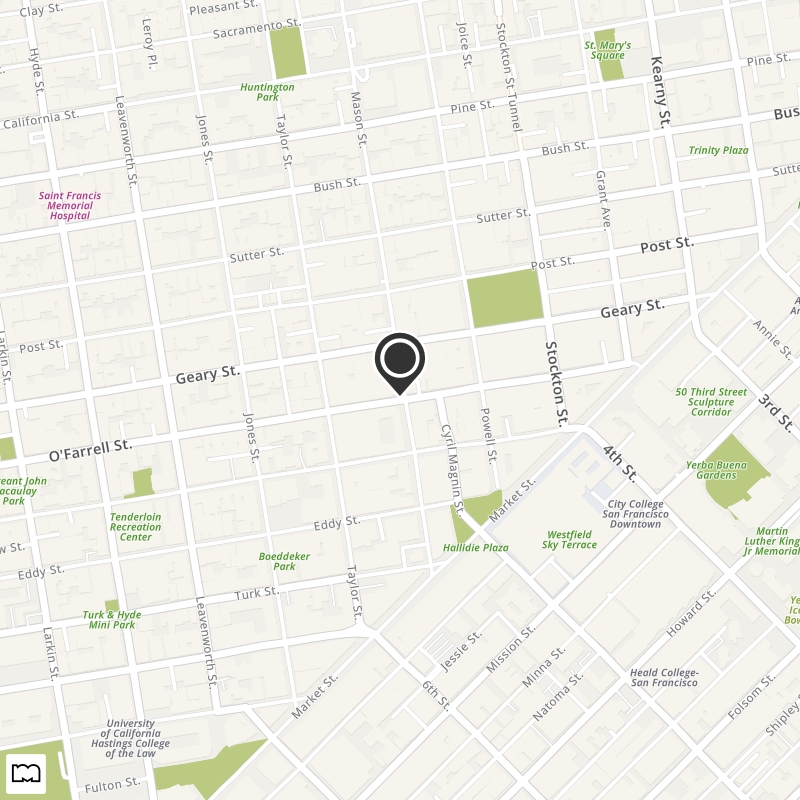 Clay St.
Pleasant St.
Sacramento St.
Leroy Pl.
Hyde St.
Joice St.
Stockton St Tunnel
St. Mary's
Square
Kearny St.
Pine St.
Huntington
Park
California St.
Leavenworth St.
Jones St.
Taylor St.
Mason St.
Pine St.
Bus
Bush St.
Trinity Plaza
Saint Francis
Memorial
Hospital
Bush St.
Grant Ave.
Sutte
Sutter St.
Sutter St.
Post St.
Post St.
Geary St.
Post St.
Larkin St.
Geary St.
Stockton St.
Annie St.
50 Third Street
Sculpture
Corridor
3rd St.
O'Farrell St.
Jones St.
Cyril Magnin St.
Powell St.
4th St.
Yerba Buena
Gardens
eant John
acaulay
Park
Tenderloin
Recreation
Center
Market St.
City College
San Francisco
Downtown
Eddy St.
Westfield
Sky Terrace
Martin
Luther King
Jr Memorial
w St.
Hallidie Plaza
Boeddeker
Park
Eddy St.
Turk St.
Taylor St.
Turk & Hyde
Mini Park
Leavenworth St.
Howard St.
Ye
Ico
Bow
Larkin St.
Jessie St.
Mission St.
Minna St.
Natoma St.
Heald College-
San Francisco
Market St.
6th St.
Folsom St.
Shipley S
University
of California
Hastings College
of the Law
Fulton St.